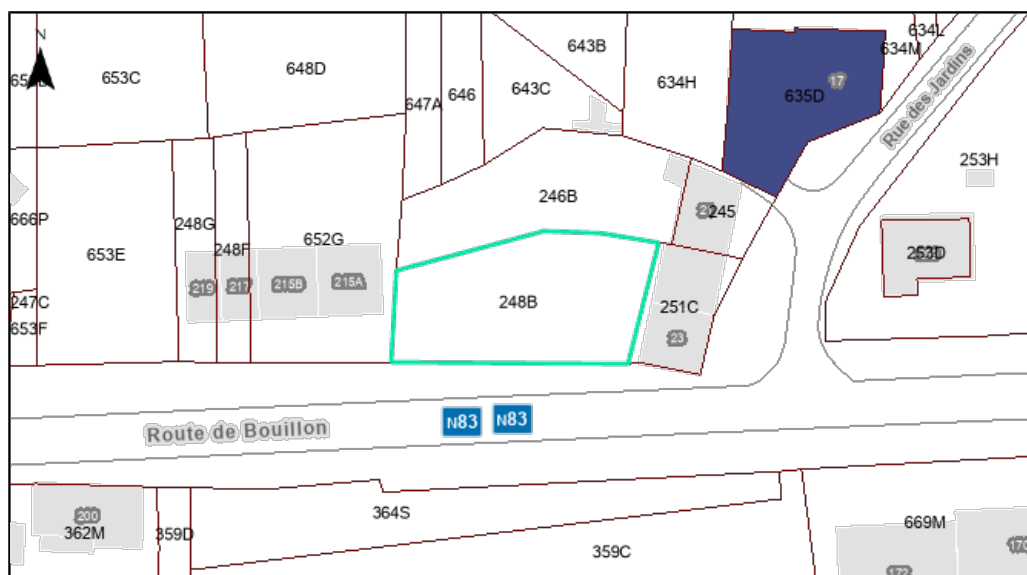 N
653C
648D
643B
634L
634M
647A
646
643C
634H
17
635D
Rue des Jardins
253H
666P
248G
248F
652G
246B
245
653E
219
217
215B
215A
247C
653F
248B
251C
23
253D
Route de Bouillon
N83
N83
200
362M
359D
364S
359C
669M
172